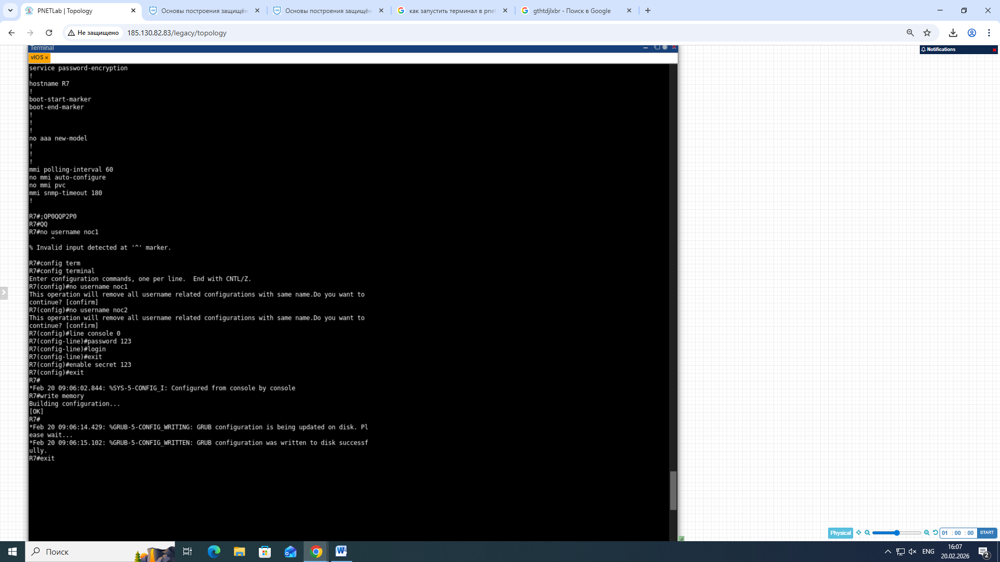 PNETLab | Topology
Основы построения защищён
Основы построения защищён
как запустить терминал в pne
gthtdjlxbr - Поиск в Google
Не защищено
185.130.82.83/legacy/topology
Terminal
Notifications
vIOS
service password-encryption
!
hostname R7
!
boot-start-marker
boot-end-marker
!
!
!
no aaa new-model
!
!
!
mmi polling-interval 60
no mmi auto-configure
no mmi pvc
mmi snmp-timeout 180
!
R7#;QP0QQP2P0
R7#QQ
R7#no username noc1
^
% Invalid input detected at '^' marker.
R7#config term
R7#config terminal
Enter configuration commands, one per line.  End with CNTL/Z.
R7(config)#no username noc1
This operation will remove all username related configurations with same name.Do you want to
continue? [confirm]
R7(config)#no username noc2
This operation will remove all username related configurations with same name.Do you want to
continue? [confirm]
R7(config)#line console 0
R7(config-line)#password 123
R7(config-line)#login
R7(config-line)#exit
R7(config)#enable secret 123
R7(config)#exit
R7#
*Feb 20 09:06:02.844: %SYS-5-CONFIG_I: Configured from console by console
R7#write memory
Building configuration...
[OK]
R7#
*Feb 20 09:06:14.429: %GRUB-5-CONFIG_WRITING: GRUB configuration is being updated on disk. Pl
ease wait...
*Feb 20 09:06:15.102: %GRUB-5-CONFIG_WRITTEN: GRUB configuration was written to disk successf
ully.
R7#exit
Physical
01 : 00 : 00
START
Поиск
ENG
16:07
20.02.2026
2